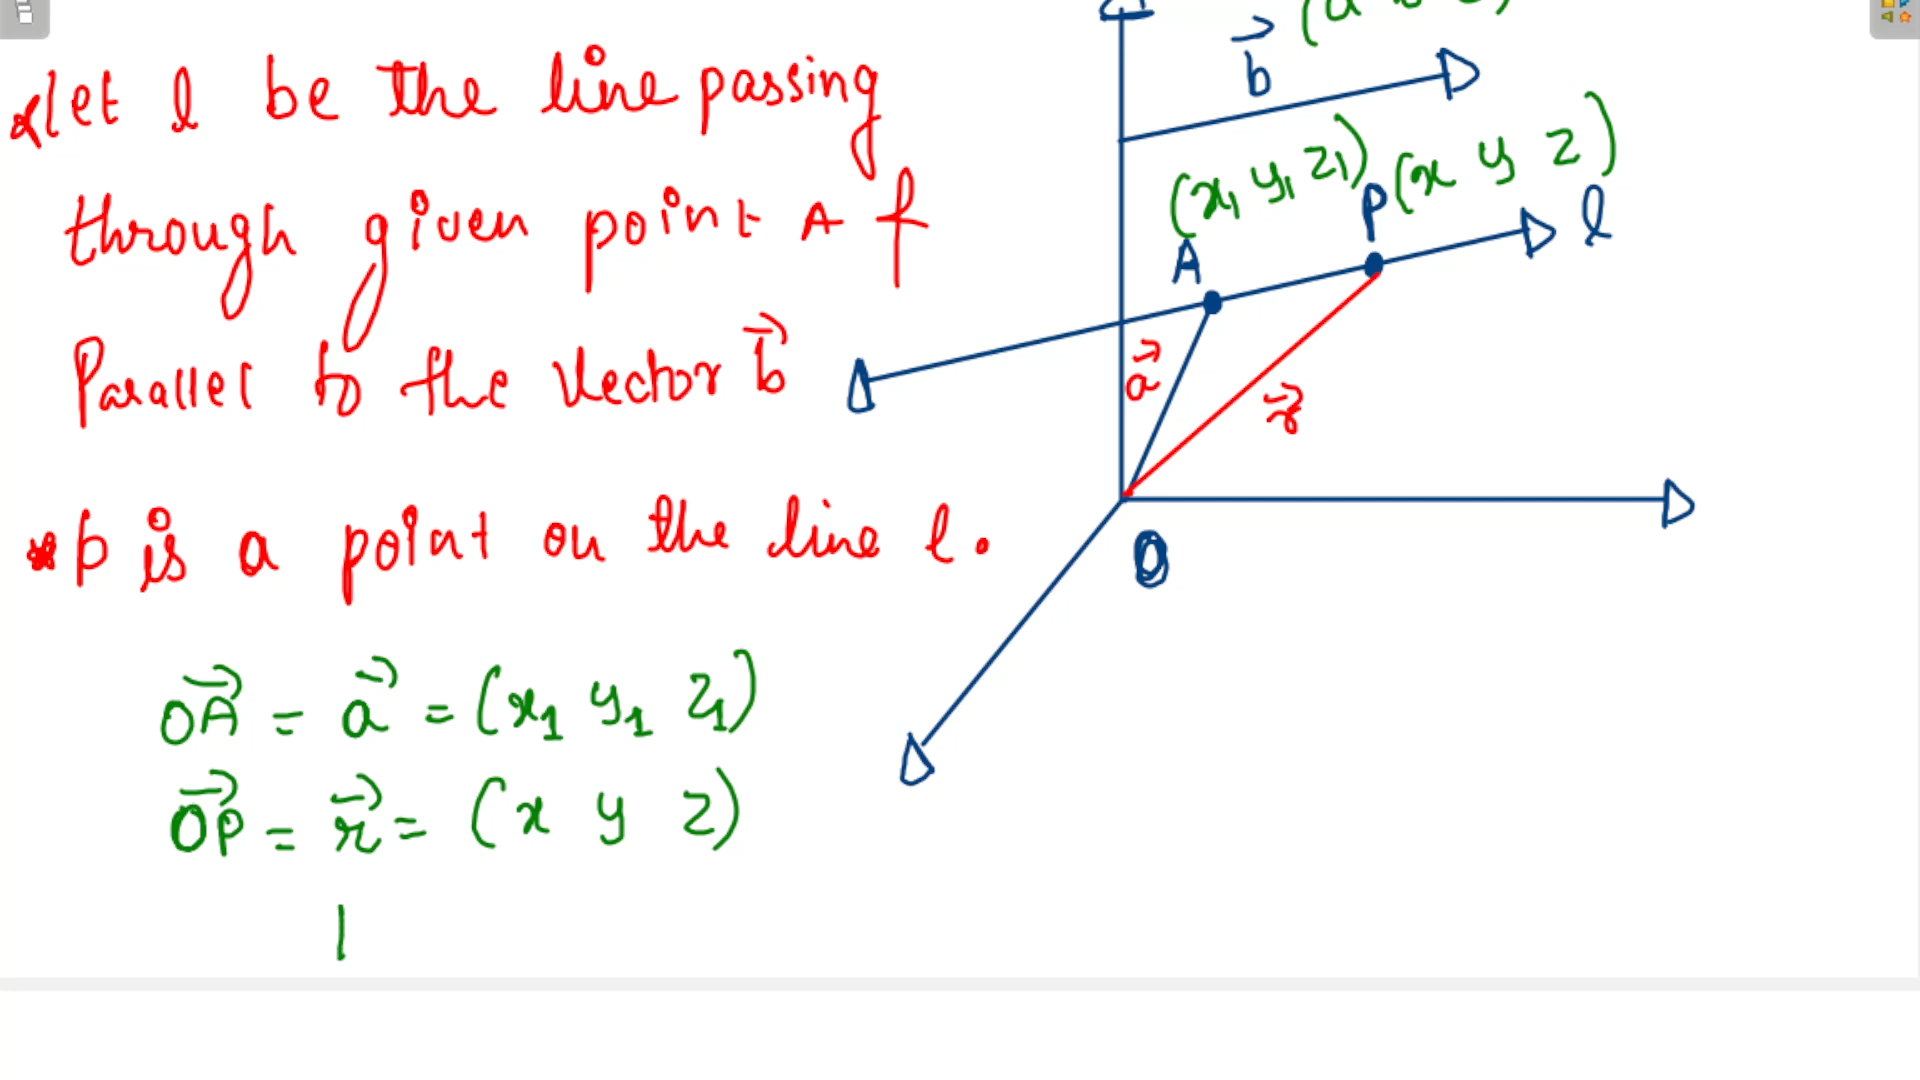 * let l be the line passing
through given point A f
Parallel to the vector b⃗
* p is a point on the line l.
OA⃗ = a⃗ = (x₁ y₁ z₁)
OP⃗ = r⃗ = (x y z)
b⃗
(x₁ y₁ z₁)
P (x y z)
l
A
a⃗
r⃗
O